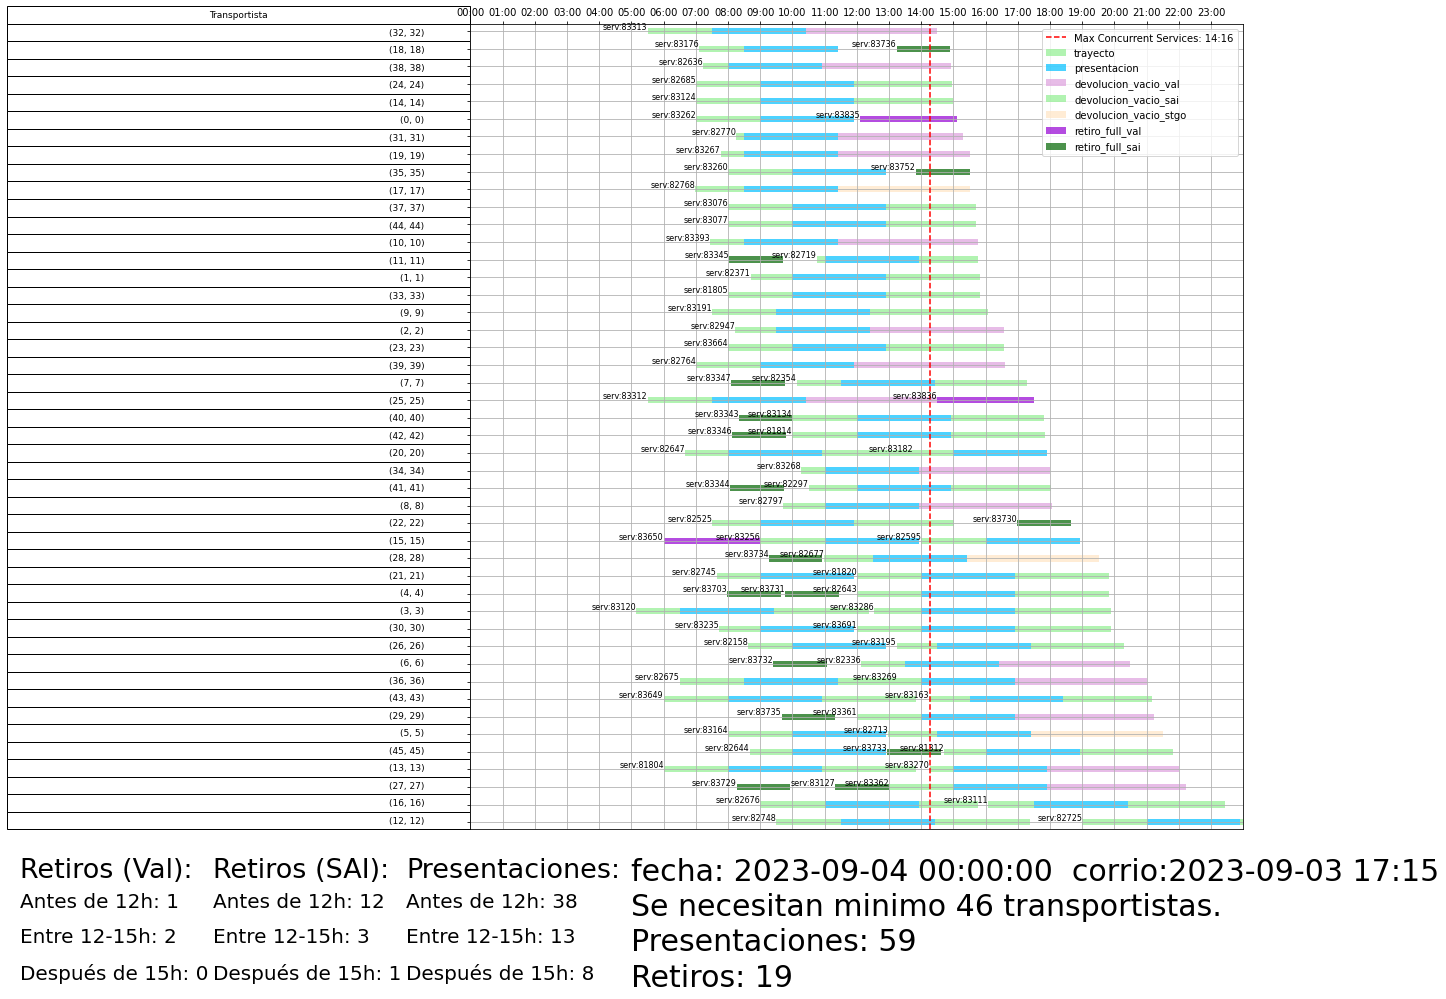 Transportista
00:00 01:00 02:00 03:00 04:00 05:00 06:00 07:00 08:00 09:00 10:00 11:00 12:00 13:00 14:00 15:00 16:00 17:00 18:00 19:00 20:00 21:00 22:00 23:00
Max Concurrent Services: 14:16
trayecto
presentacion
devolucion_vacio_val
devolucion_vacio_sai
devolucion_vacio_stgo
retiro_full_val
retiro_full_sai
(32, 32) serv:83313
(18, 18) serv:83176 serv:83736
(38, 38) serv:82636
(24, 24) serv:82685
(14, 14) serv:83124
(0, 0) serv:83262 serv:83835
(31, 31) serv:82770
(19, 19) serv:83267
(35, 35) serv:83260 serv:83752
(17, 17) serv:82768
(37, 37) serv:83076
(44, 44) serv:83077
(10, 10) serv:83393
(11, 11) serv:83345 serv:82719
(1, 1) serv:82371
(33, 33) serv:81805
(9, 9) serv:83191
(2, 2) serv:82947
(23, 23) serv:83664
(39, 39) serv:82764
(7, 7) serv:83347 serv:82354
(25, 25) serv:83312 serv:83836
(40, 40) serv:83343 serv:83134
(42, 42) serv:83346 serv:81814
(20, 20) serv:82647 serv:83182
(34, 34) serv:83268
(41, 41) serv:83344 serv:82297
(8, 8) serv:82797
(22, 22) serv:82525 serv:83730
(15, 15) serv:83650 serv:83256 serv:82595
(28, 28) serv:83734 serv:82677
(21, 21) serv:82745 serv:81820
(4, 4) serv:83703 serv:83731 serv:82643
(3, 3) serv:83120 serv:83286
(30, 30) serv:83235 serv:83691
(26, 26) serv:82158 serv:83195
(6, 6) serv:83732 serv:82336
(36, 36) serv:82675 serv:83269
(43, 43) serv:83649 serv:83163
(29, 29) serv:83735 serv:83361
(5, 5) serv:83164 serv:82713
(45, 45) serv:82644 serv:83733 serv:81812
(13, 13) serv:81804 serv:83270
(27, 27) serv:83729 serv:83127 serv:83362
(16, 16) serv:82676 serv:83111
(12, 12) serv:82748 serv:82725
Retiros (Val):
Antes de 12h: 1
Entre 12-15h: 2
Después de 15h: 0
Retiros (SAI):
Antes de 12h: 12
Entre 12-15h: 3
Después de 15h: 1
Presentaciones:
Antes de 12h: 38
Entre 12-15h: 13
Después de 15h: 8
fecha: 2023-09-04 00:00:00 corrio:2023-09-03 17:15
Se necesitan minimo 46 transportistas.
Presentaciones: 59
Retiros: 19